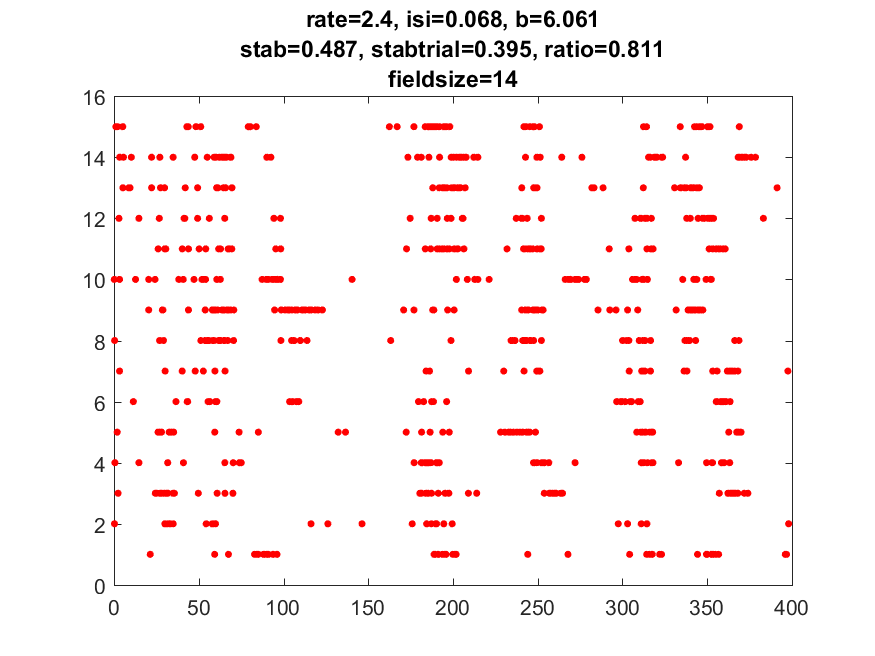 rate=2.4, isi=0.068, b=6.061
stab=0.487, stabtrial=0.395, ratio=0.811
fieldsize=14
16
14
12
10
8
6
4
2
0
0 50 100 150 200 250 300 350 400